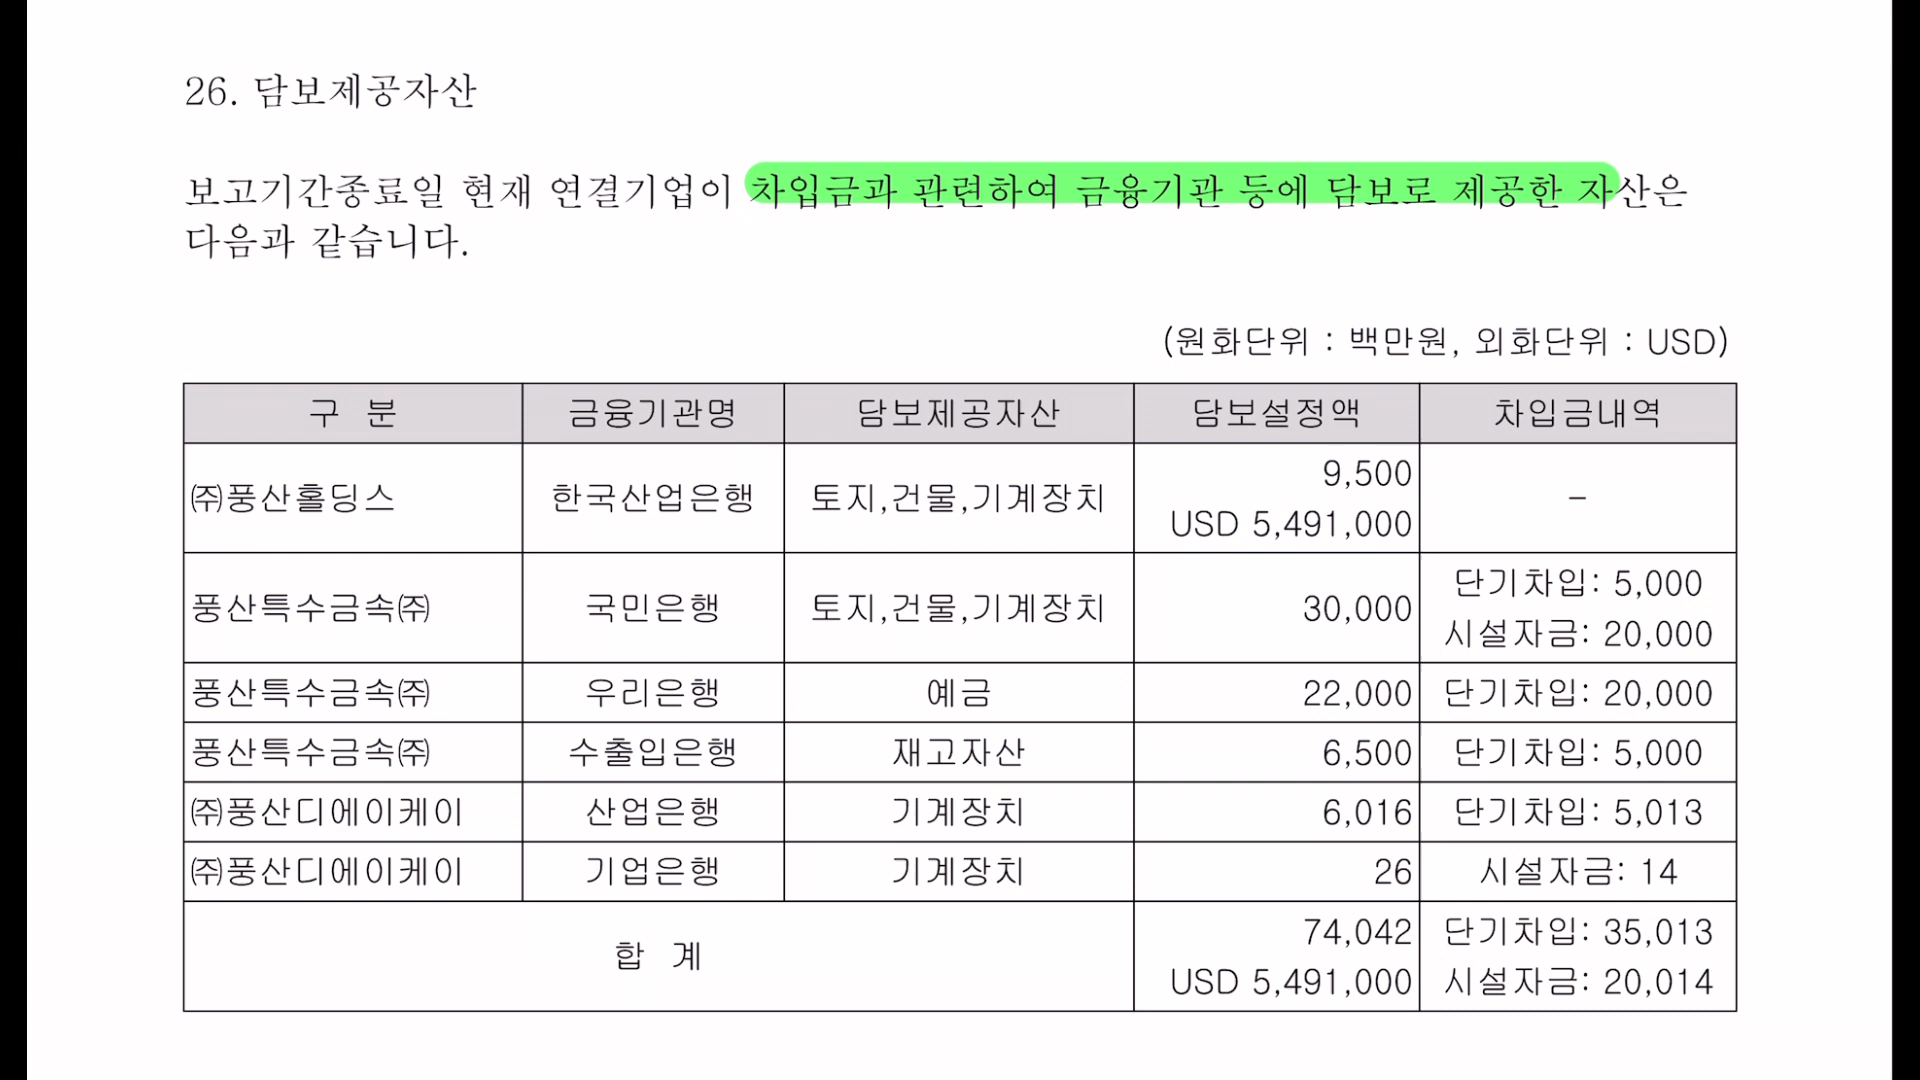 26. 담보제공자산
보고기간종료일 현재 연결기업이 차입금과 관련하여 금융기관 등에 담보로 제공한 자산은
다음과 같습니다.
(원화단위 : 백만원, 외화단위 : USD)
구 분 금융기관명 담보제공자산 담보설정액 차입금내역
㈜풍산홀딩스 한국산업은행 토지,건물,기계장치 9,500 –
USD 5,491,000
풍산특수금속㈜ 국민은행 토지,건물,기계장치 30,000 단기차입: 5,000
시설자금: 20,000
풍산특수금속㈜ 우리은행 예금 22,000 단기차입: 20,000
풍산특수금속㈜ 수출입은행 재고자산 6,500 단기차입: 5,000
㈜풍산디에이케이 산업은행 기계장치 6,016 단기차입: 5,013
㈜풍산디에이케이 기업은행 기계장치 26 시설자금: 14
합 계 74,042 단기차입: 35,013
USD 5,491,000 시설자금: 20,014